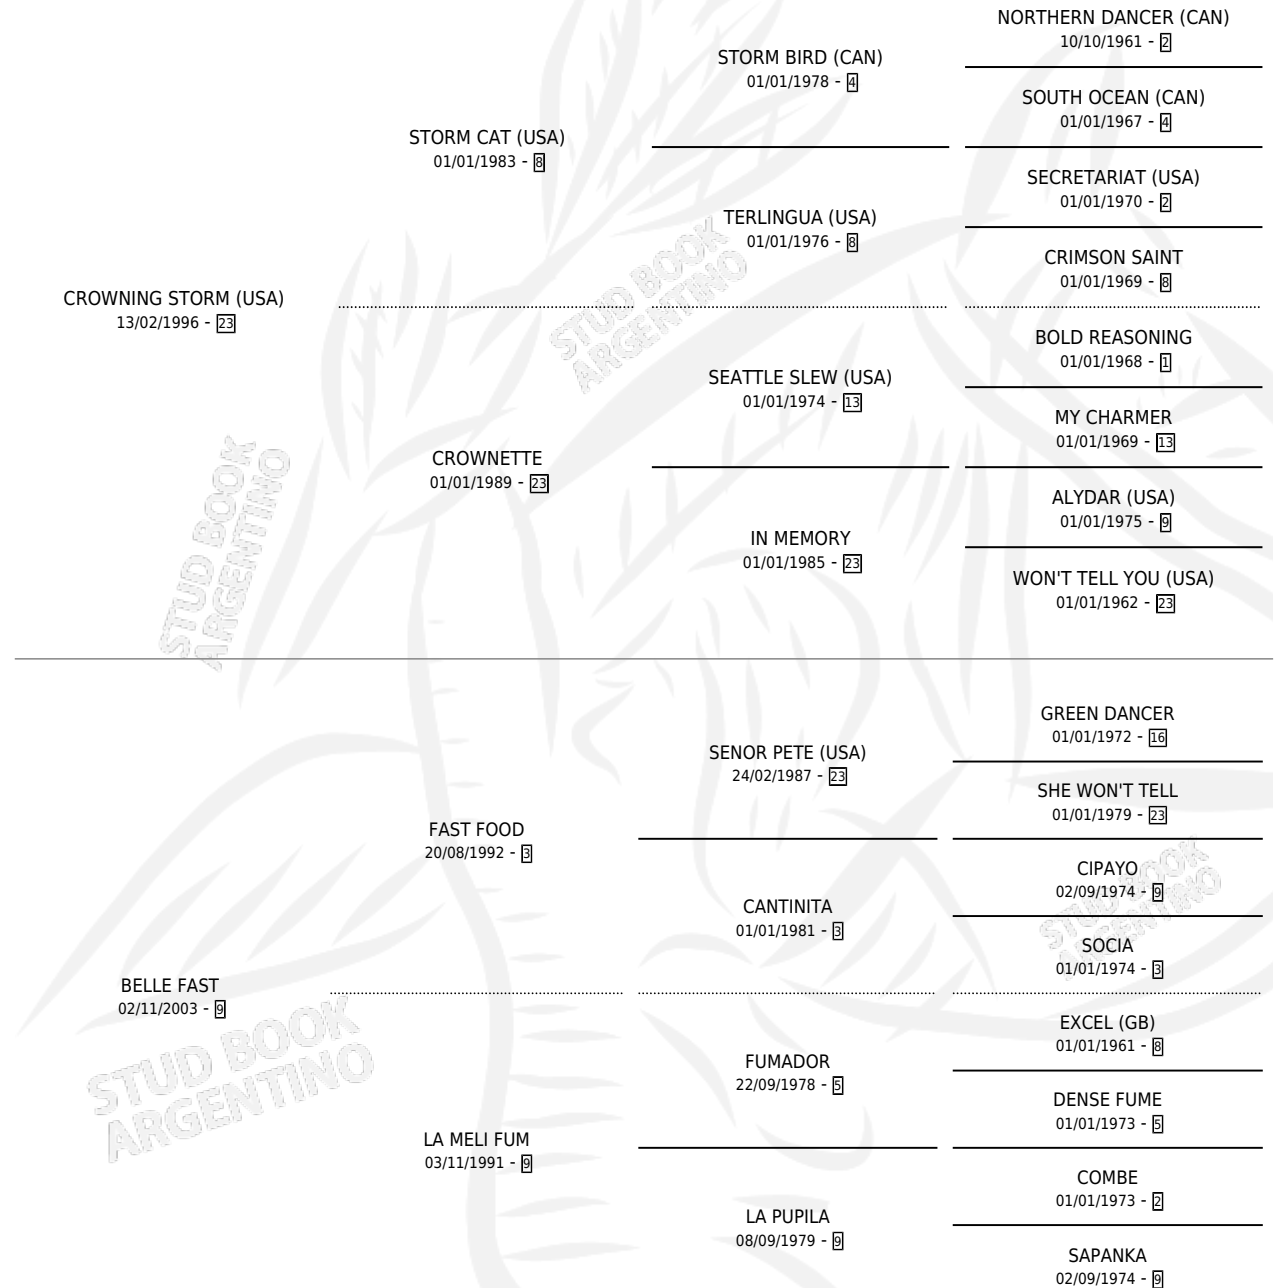 NORTHERN DANCER (CAN)
10/10/1961 - 2
STORM BIRD (CAN)
01/01/1978 - 4
SOUTH OCEAN (CAN)
01/01/1967 - 4
STORM CAT (USA)
01/01/1983 - 8
SECRETARIAT (USA)
01/01/1970 - 2
TERLINGUA (USA)
01/01/1976 - 8
CRIMSON SAINT
01/01/1969 - 8
CROWNING STORM (USA)
13/02/1996 - 23
BOLD REASONING
01/01/1968 - 1
SEATTLE SLEW (USA)
01/01/1974 - 13
MY CHARMER
01/01/1969 - 13
CROWNETTE
01/01/1989 - 23
ALYDAR (USA)
01/01/1975 - 9
IN MEMORY
01/01/1985 - 23
WON'T TELL YOU (USA)
01/01/1962 - 23
GREEN DANCER
01/01/1972 - 16
SENOR PETE (USA)
24/02/1987 - 23
SHE WON'T TELL
01/01/1979 - 23
FAST FOOD
20/08/1992 - 3
CIPAYO
02/09/1974 - 9
CANTINITA
01/01/1981 - 3
SOCIA
01/01/1974 - 3
BELLE FAST
02/11/2003 - 9
EXCEL (GB)
01/01/1961 - 8
FUMADOR
22/09/1978 - 5
DENSE FUME
01/01/1973 - 5
LA MELI FUM
03/11/1991 - 9
COMBE
01/01/1973 - 2
LA PUPILA
08/09/1979 - 9
SAPANKA
02/09/1974 - 9
STUD BOOK
ARGENTINO
STUD BOOK
ARGENTINO
STUD BOOK
ARGENTINO
STUD BOOK
ARGENTINO